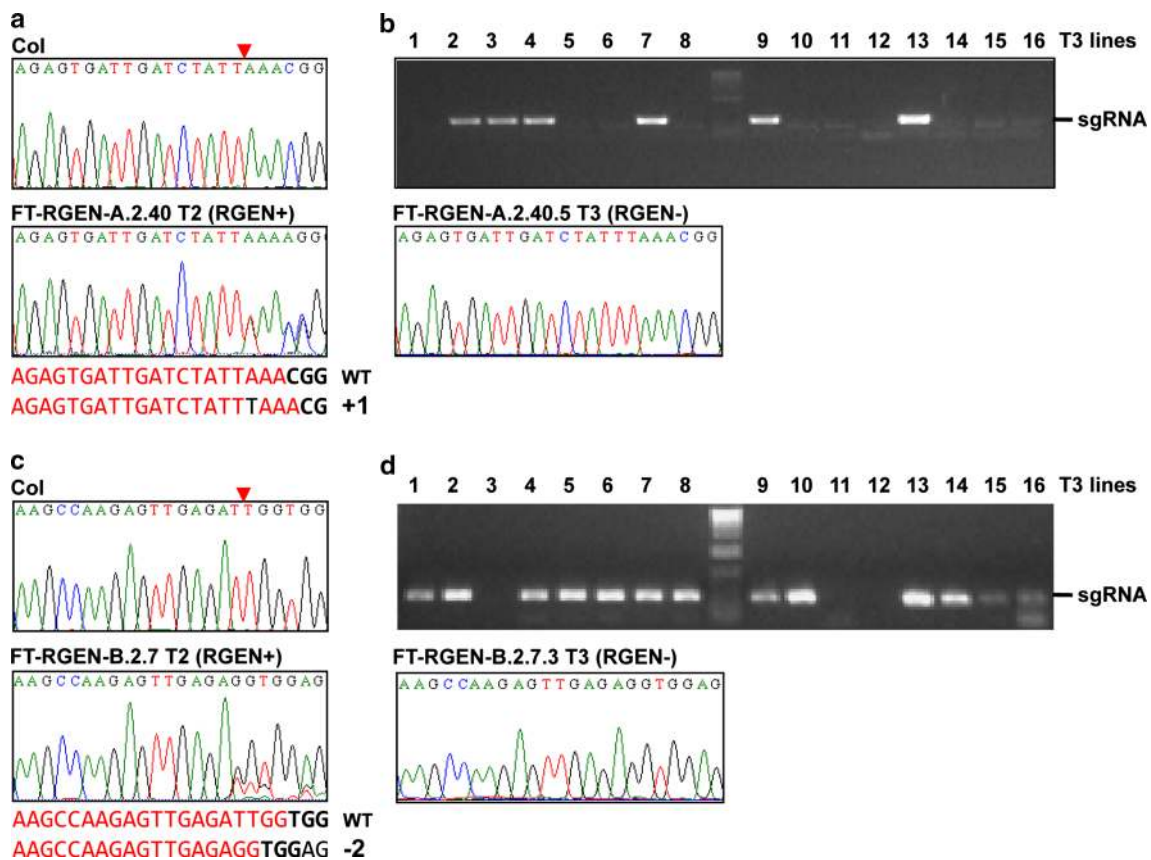 a
Col
AGAGTGATTGATCTATTAAACGG
FT-RGEN-A.2.40 T2 (RGEN+)
AGAGTGATTGATCTATTAAAAGG
AGAGTGATTGATCTATTAAACGG WT
AGAGTGATTGATCTATTTAAACG +1
b
1 2 3 4 5 6 7 8 9 10 11 12 13 14 15 16 T3 lines
sgRNA
FT-RGEN-A.2.40.5 T3 (RGEN-)
AGAGTGATTGATCTATTTAAACGG
c
Col
AAGCCAAGAGTTGAGATTGGTGG
FT-RGEN-B.2.7 T2 (RGEN+)
AAGCCAAGAGTTGAGAGGTGGAG
AAGCCAAGAGTTGAGATTGGTGG WT
AAGCCAAGAGTTGAGAGGTGGAG -2
d
1 2 3 4 5 6 7 8 9 10 11 12 13 14 15 16 T3 lines
sgRNA
FT-RGEN-B.2.7.3 T3 (RGEN-)
AAGCCAAGAGTTGAGAGGTGGAG